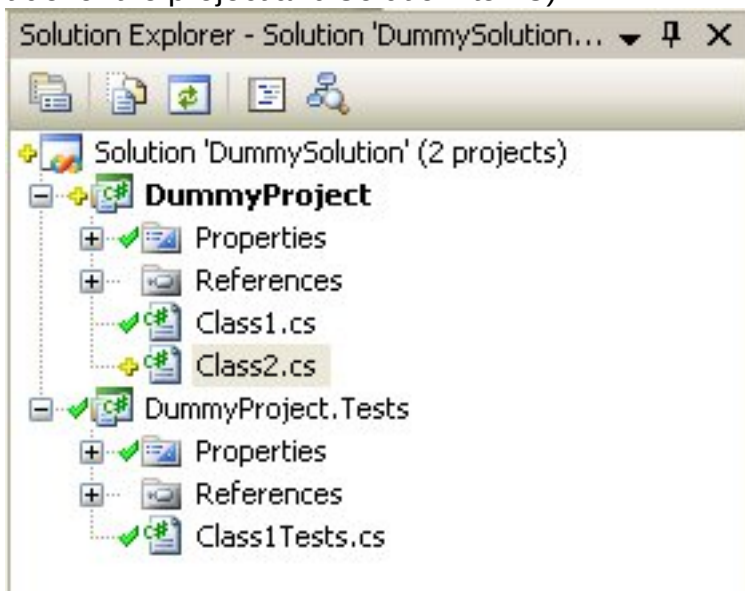 Solution Explorer - Solution 'DummySolution...
Solution 'DummySolution' (2 projects)
DummyProject
Properties
References
Class1.cs
Class2.cs
DummyProject.Tests
Properties
References
Class1Tests.cs